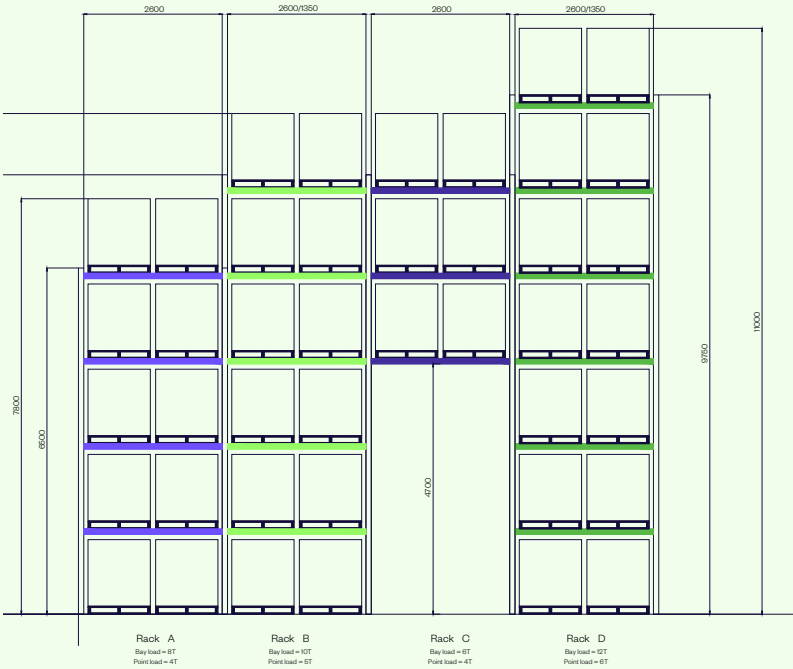 2600
2600/1350
2600
2600/1350
7800
6500
4700
9750
11000
Rack A
Bay load = 8T
Point load = 4T
Rack B
Bay load = 10T
Point load = 5T
Rack C
Bay load = 6T
Point load = 4T
Rack D
Bay load = 12T
Point load = 6T